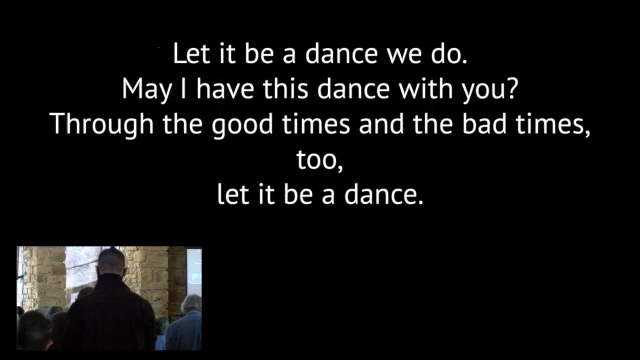 Let it be a dance we do.
May I have this dance with you?
Through the good times and the bad times,
too,
let it be a dance.